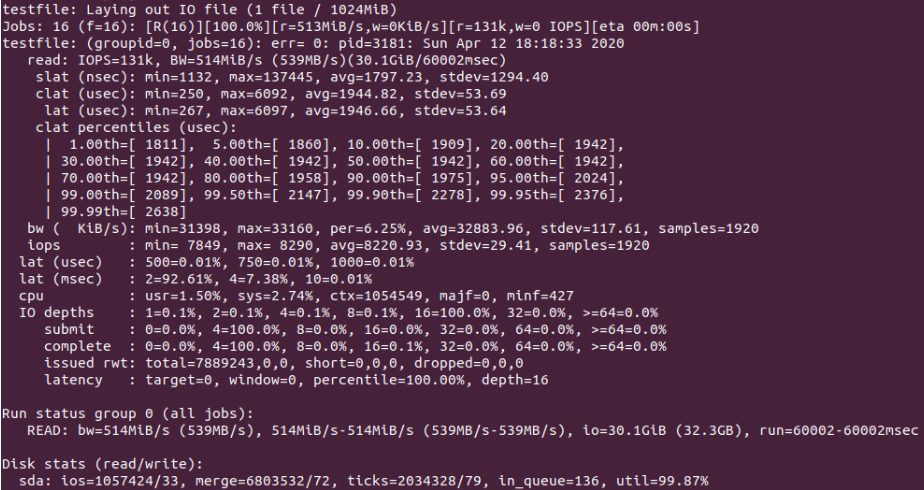 testfile: Laying out IO file (1 file / 1024MiB)
Jobs: 16 (f=16): [R(16)][100.0%][r=513MiB/s,w=0KiB/s][r=131k,w=0 IOPS][eta 00m:00s]
testfile: (groupid=0, jobs=16): err= 0: pid=3181: Sun Apr 12 18:18:33 2020
   read: IOPS=131k, BW=514MiB/s (539MB/s)(30.1GiB/60002msec)
    slat (nsec): min=1132, max=137445, avg=1797.23, stdev=1294.40
    clat (usec): min=250, max=6092, avg=1944.82, stdev=53.69
     lat (usec): min=267, max=6097, avg=1946.66, stdev=53.64
    clat percentiles (usec):
     |  1.00th=[ 1811],  5.00th=[ 1860], 10.00th=[ 1909], 20.00th=[ 1942],
     | 30.00th=[ 1942], 40.00th=[ 1942], 50.00th=[ 1942], 60.00th=[ 1942],
     | 70.00th=[ 1942], 80.00th=[ 1958], 90.00th=[ 1975], 95.00th=[ 2024],
     | 99.00th=[ 2089], 99.50th=[ 2147], 99.90th=[ 2278], 99.95th=[ 2376],
     | 99.99th=[ 2638]
   bw (  KiB/s): min=31398, max=33160, per=6.25%, avg=32883.96, stdev=117.61, samples=1920
   iops        : min= 7849, max= 8290, avg=8220.93, stdev=29.41, samples=1920
  lat (usec)   : 500=0.01%, 750=0.01%, 1000=0.01%
  lat (msec)   : 2=92.61%, 4=7.38%, 10=0.01%
  cpu          : usr=1.50%, sys=2.74%, ctx=1054549, majf=0, minf=427
  IO depths    : 1=0.1%, 2=0.1%, 4=0.1%, 8=0.1%, 16=100.0%, 32=0.0%, >=64=0.0%
     submit    : 0=0.0%, 4=100.0%, 8=0.0%, 16=0.0%, 32=0.0%, 64=0.0%, >=64=0.0%
     complete  : 0=0.0%, 4=100.0%, 8=0.0%, 16=0.1%, 32=0.0%, 64=0.0%, >=64=0.0%
     issued rwt: total=7889243,0,0, short=0,0,0, dropped=0,0,0
     latency   : target=0, window=0, percentile=100.00%, depth=16
Run status group 0 (all jobs):
   READ: bw=514MiB/s (539MB/s), 514MiB/s-514MiB/s (539MB/s-539MB/s), io=30.1GiB (32.3GB), run=60002-60002msec
Disk stats (read/write):
  sda: ios=1057424/33, merge=6803532/72, ticks=2034328/79, in_queue=136, util=99.87%